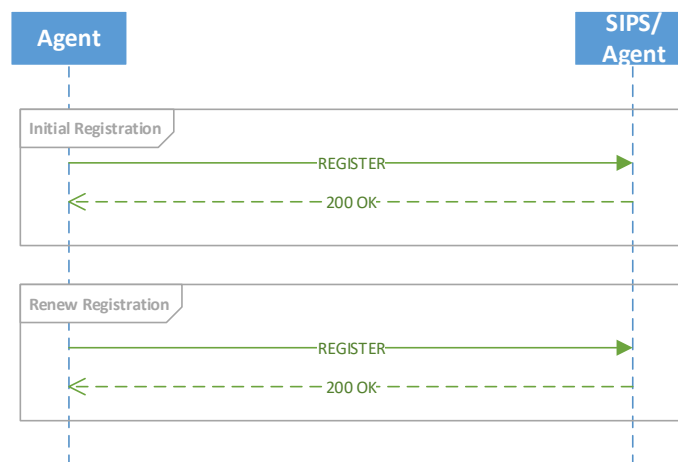 Agent
SIPS/
Agent
Initial Registration
REGISTER
200 OK
Renew Registration
REGISTER
200 OK